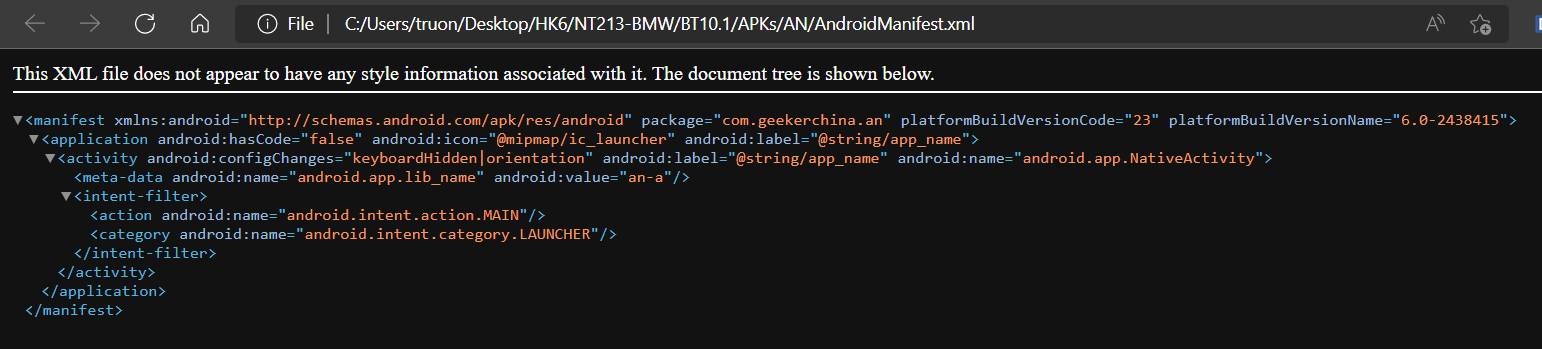 File C:/Users/truon/Desktop/HK6/NT213-BMW/BT10.1/APKs/AN/AndroidManifest.xml
This XML file does not appear to have any style information associated with it. The document tree is shown below.
<manifest xmlns:android="http://schemas.android.com/apk/res/android" package="com.geekerchina.an" platformBuildVersionCode="23" platformBuildVersionName="6.0-2438415">
<application android:hasCode="false" android:icon="@mipmap/ic_launcher" android:label="@string/app_name">
<activity android:configChanges="keyboardHidden|orientation" android:label="@string/app_name" android:name="android.app.NativeActivity">
<meta-data android:name="android.app.lib_name" android:value="an-a"/>
<intent-filter>
<action android:name="android.intent.action.MAIN"/>
<category android:name="android.intent.category.LAUNCHER"/>
</intent-filter>
</activity>
</application>
</manifest>